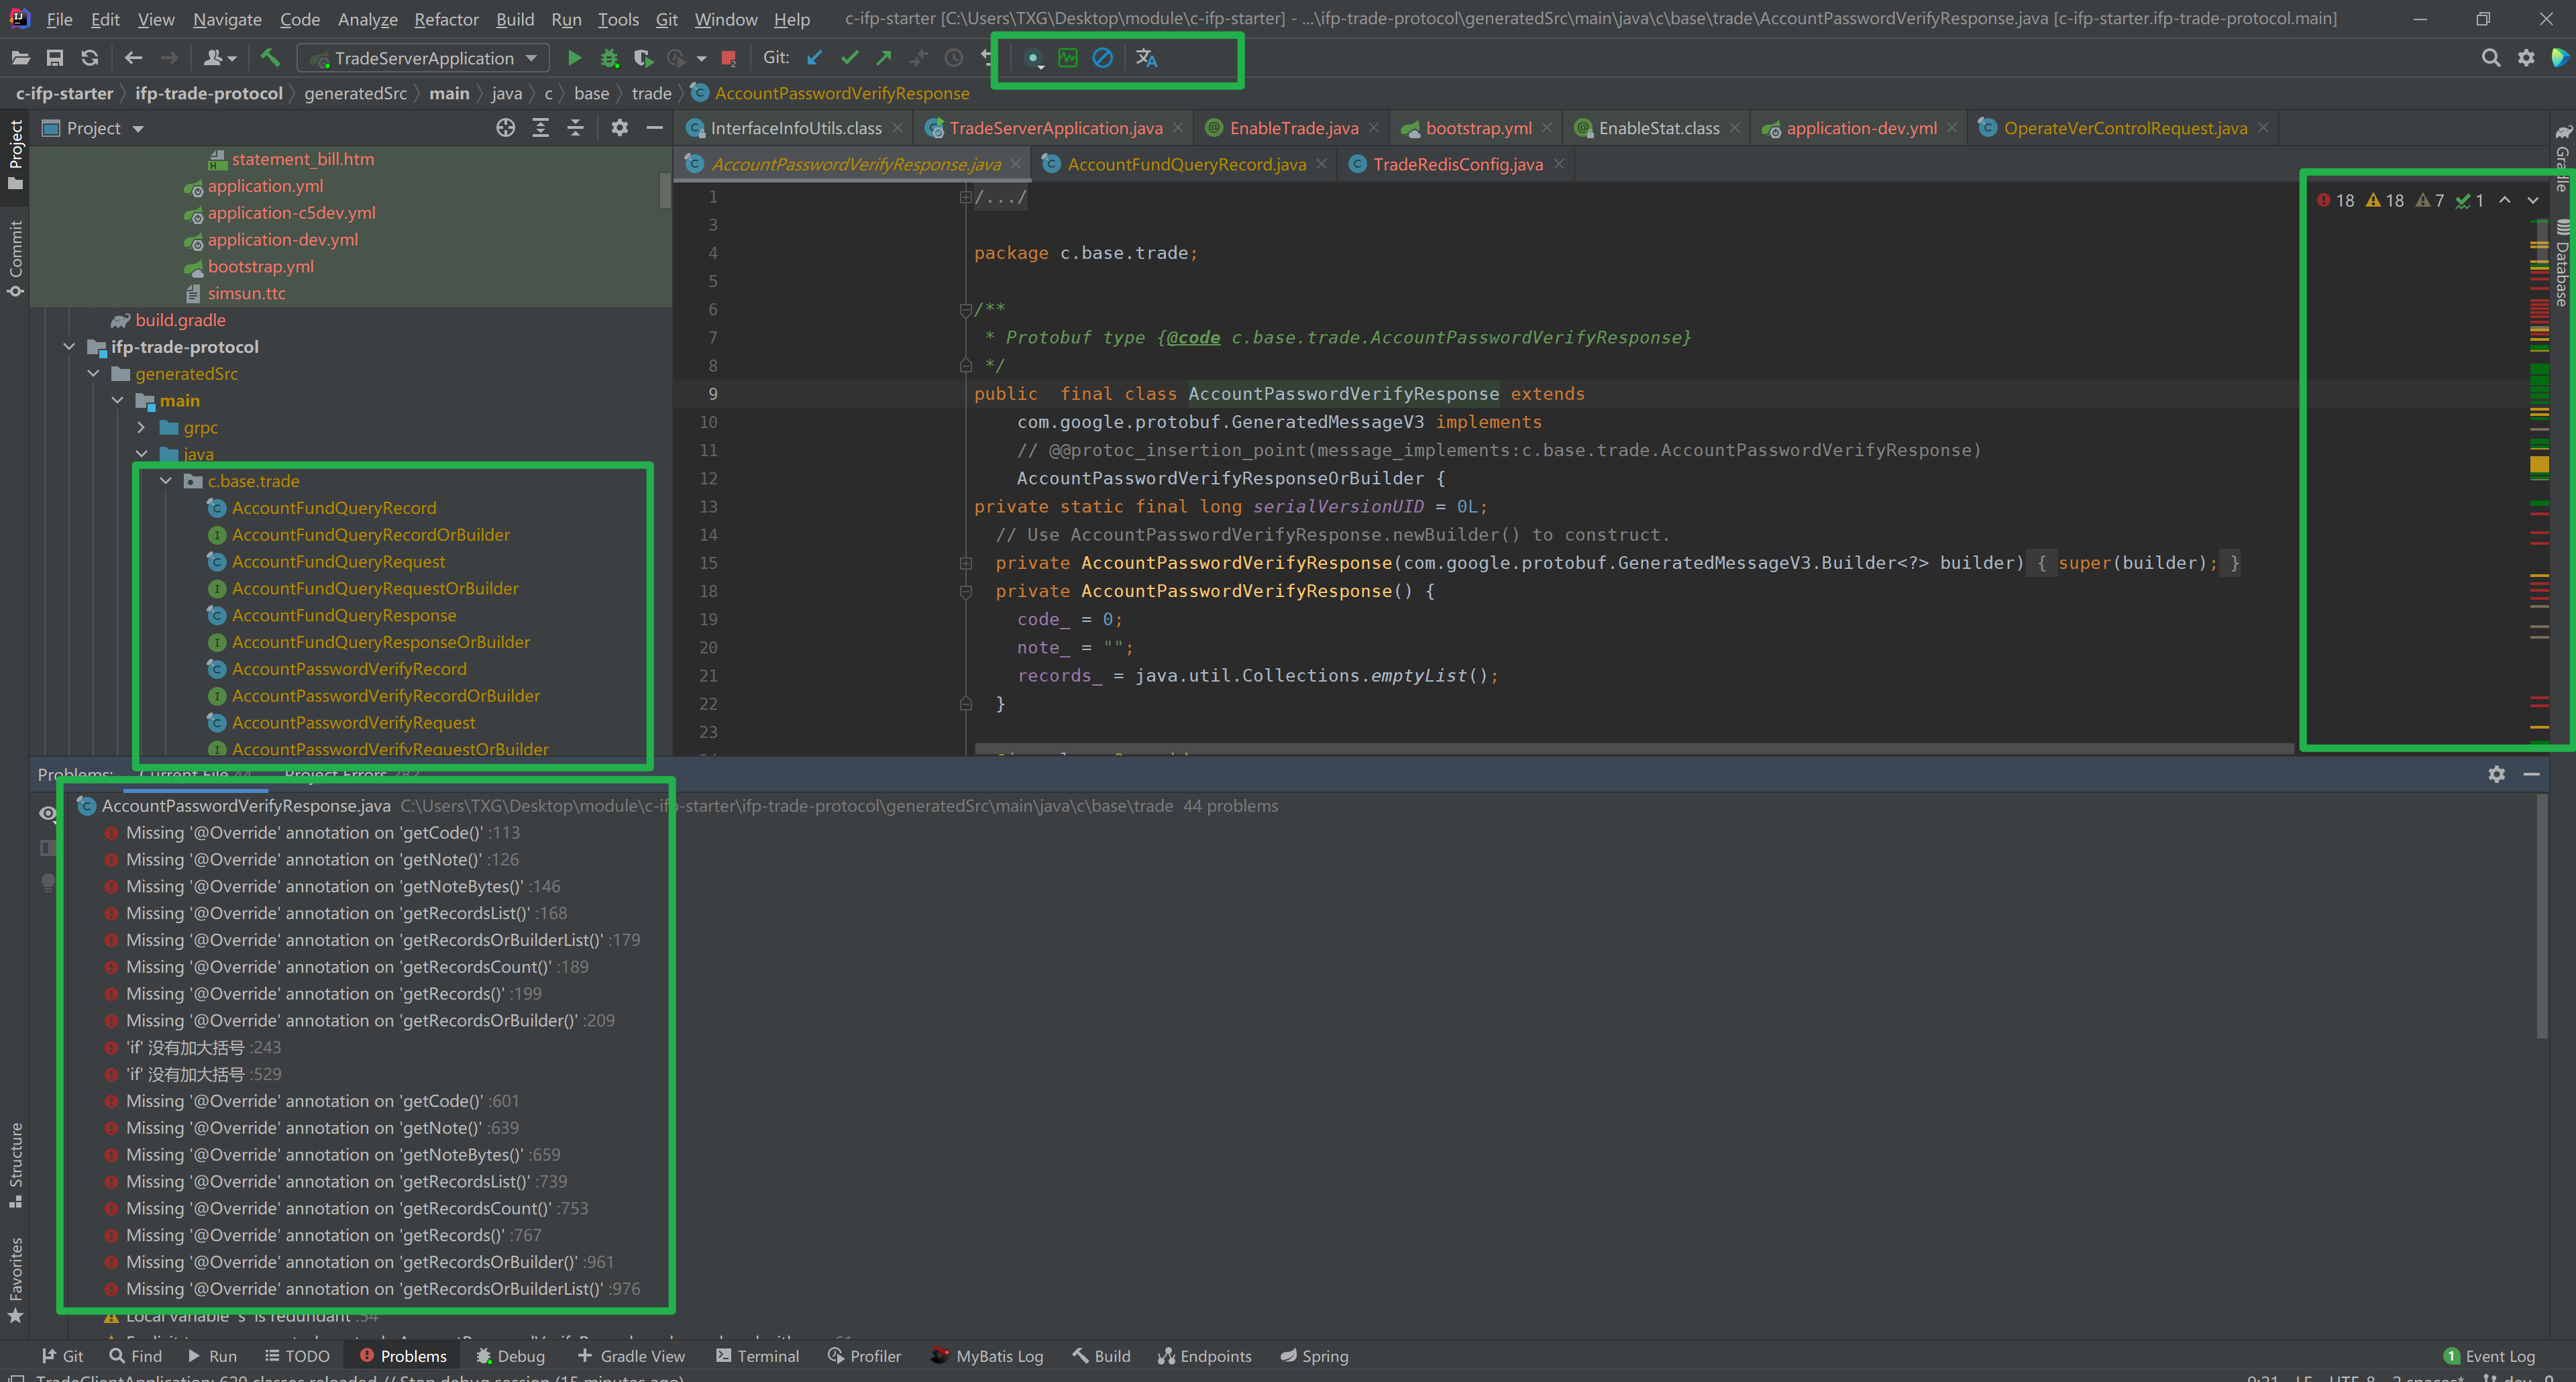 File Edit View Navigate Code Analyze Refactor Build Run Tools Git Window Help c-ifp-starter [C:\Users\TXG\Desktop\module\c-ifp-starter] - ...\ifp-trade-protocol\generatedSrc\main\java\c\base\trade\AccountPasswordVerifyResponse.java [c-ifp-starter.ifp-trade-protocol.main]
TradeServerApplication Git:
c-ifp-starter ifp-trade-protocol generatedSrc main java c base trade AccountPasswordVerifyResponse
Project
InterfaceInfoUtils.class TradeServerApplication.java EnableTrade.java bootstrap.yml EnableStat.class application-dev.yml OperateVerControlRequest.java
AccountPasswordVerifyResponse.java AccountFundQueryRecord.java TradeRedisConfig.java
Project
Commit
Structure
Favorites
statement_bill.htm
application.yml
application-c5dev.yml
application-dev.yml
bootstrap.yml
simsun.ttc
build.gradle
ifp-trade-protocol
generatedSrc
main
grpc
java
c.base.trade
AccountFundQueryRecord
AccountFundQueryRecordOrBuilder
AccountFundQueryRequest
AccountFundQueryRequestOrBuilder
AccountFundQueryResponse
AccountFundQueryResponseOrBuilder
AccountPasswordVerifyRecord
AccountPasswordVerifyRecordOrBuilder
AccountPasswordVerifyRequest
AccountPasswordVerifyRequestOrBuilder
1 /.../
3
4 package c.base.trade;
5
6 /**
7 * Protobuf type {@code c.base.trade.AccountPasswordVerifyResponse}
8 */
9 public final class AccountPasswordVerifyResponse extends
10 com.google.protobuf.GeneratedMessageV3 implements
11 // @@protoc_insertion_point(message_implements:c.base.trade.AccountPasswordVerifyResponse)
12 AccountPasswordVerifyResponseOrBuilder {
13 private static final long serialVersionUID = 0L;
14 // Use AccountPasswordVerifyResponse.newBuilder() to construct.
15 private AccountPasswordVerifyResponse(com.google.protobuf.GeneratedMessageV3.Builder<?> builder) { super(builder); }
18 private AccountPasswordVerifyResponse() {
19 code_ = 0;
20 note_ = "";
21 records_ = java.util.Collections.emptyList();
22 }
23
18 18 7 1
Gradle
Database
Problems: Current File 44 Project Errors 282
AccountPasswordVerifyResponse.java C:\Users\TXG\Desktop\module\c-ifp-starter\ifp-trade-protocol\generatedSrc\main\java\c\base\trade 44 problems
Missing '@Override' annotation on 'getCode()' :113
Missing '@Override' annotation on 'getNote()' :126
Missing '@Override' annotation on 'getNoteBytes()' :146
Missing '@Override' annotation on 'getRecordsList()' :168
Missing '@Override' annotation on 'getRecordsOrBuilderList()' :179
Missing '@Override' annotation on 'getRecordsCount()' :189
Missing '@Override' annotation on 'getRecords()' :199
Missing '@Override' annotation on 'getRecordsOrBuilder()' :209
'if' 没有加大括号 :243
'if' 没有加大括号 :529
Missing '@Override' annotation on 'getCode()' :601
Missing '@Override' annotation on 'getNote()' :639
Missing '@Override' annotation on 'getNoteBytes()' :659
Missing '@Override' annotation on 'getRecordsList()' :739
Missing '@Override' annotation on 'getRecordsCount()' :753
Missing '@Override' annotation on 'getRecords()' :767
Missing '@Override' annotation on 'getRecordsOrBuilder()' :961
Missing '@Override' annotation on 'getRecordsOrBuilderList()' :976
Local variable 's' is redundant :54
Git Find Run TODO Problems Debug Gradle View Terminal Profiler MyBatis Log Build Endpoints Spring 1 Event Log
TradeClientApplication: 620 classes reloaded // Stop debug session (15 minutes ago) 9:21 LF UTF-8 2 spaces* dev